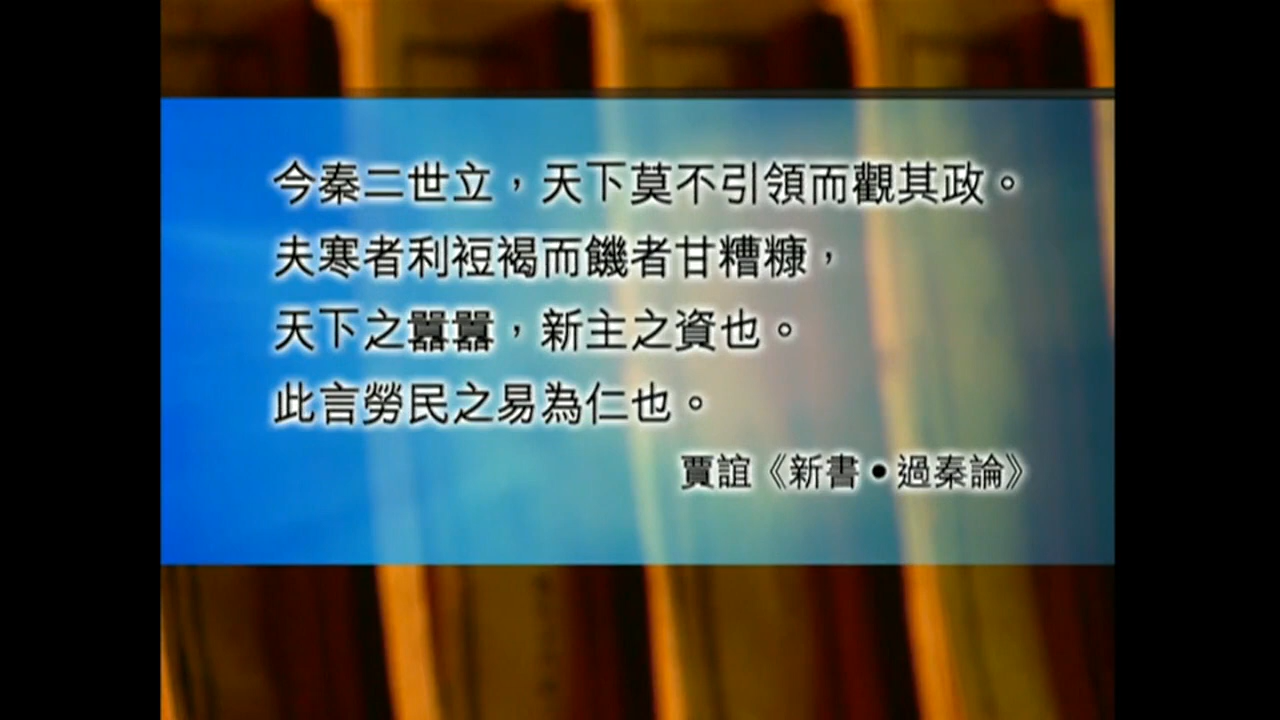 今秦二世立，天下莫不引領而觀其政。
夫寒者利裋褐而饑者甘糟糠，
天下之囂囂，新主之資也。
此言勞民之易為仁也。
賈誼《新書•過秦論》